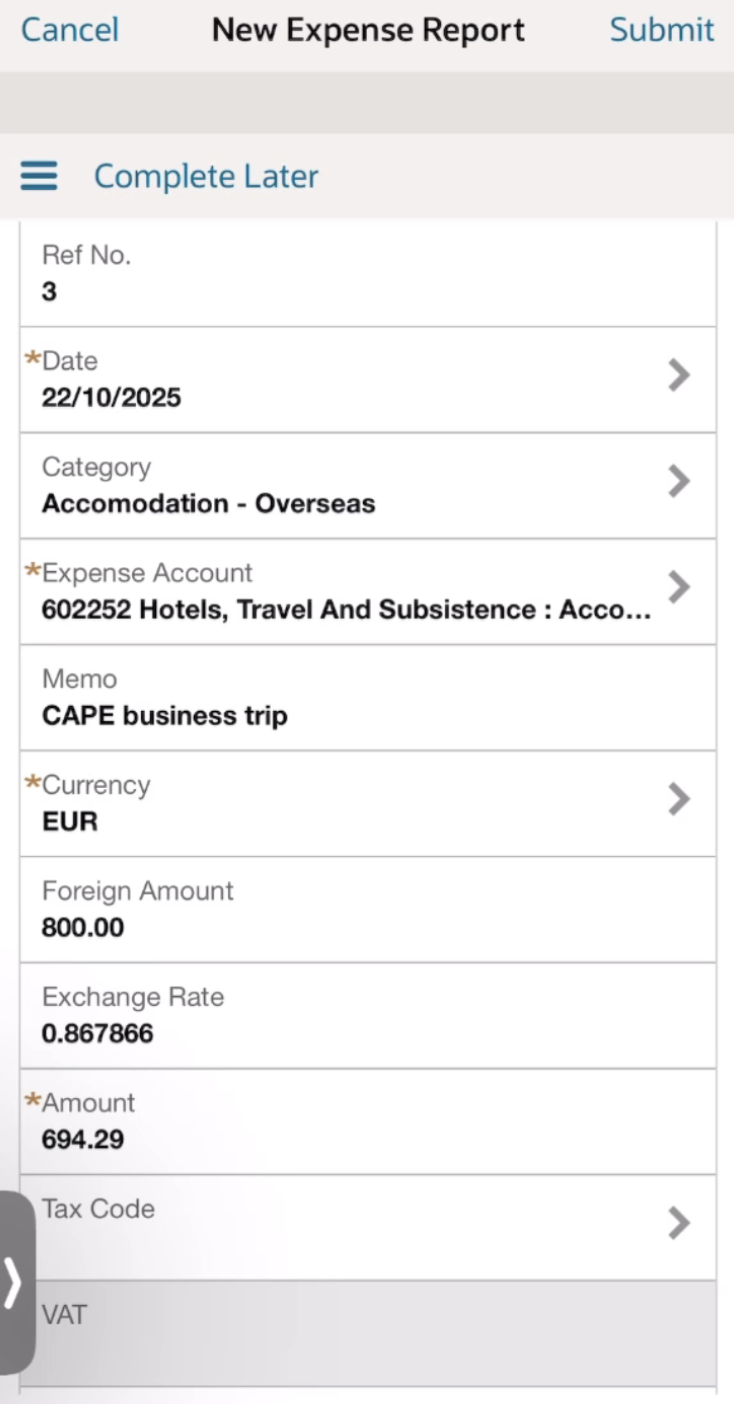 Cancel New Expense Report Submit
Complete Later
Ref No.
3
*Date
22/10/2025
Category
Accomodation - Overseas
*Expense Account
602252 Hotels, Travel And Subsistence : Acco...
Memo
CAPE business trip
*Currency
EUR
Foreign Amount
800.00
Exchange Rate
0.867866
*Amount
694.29
Tax Code
VAT